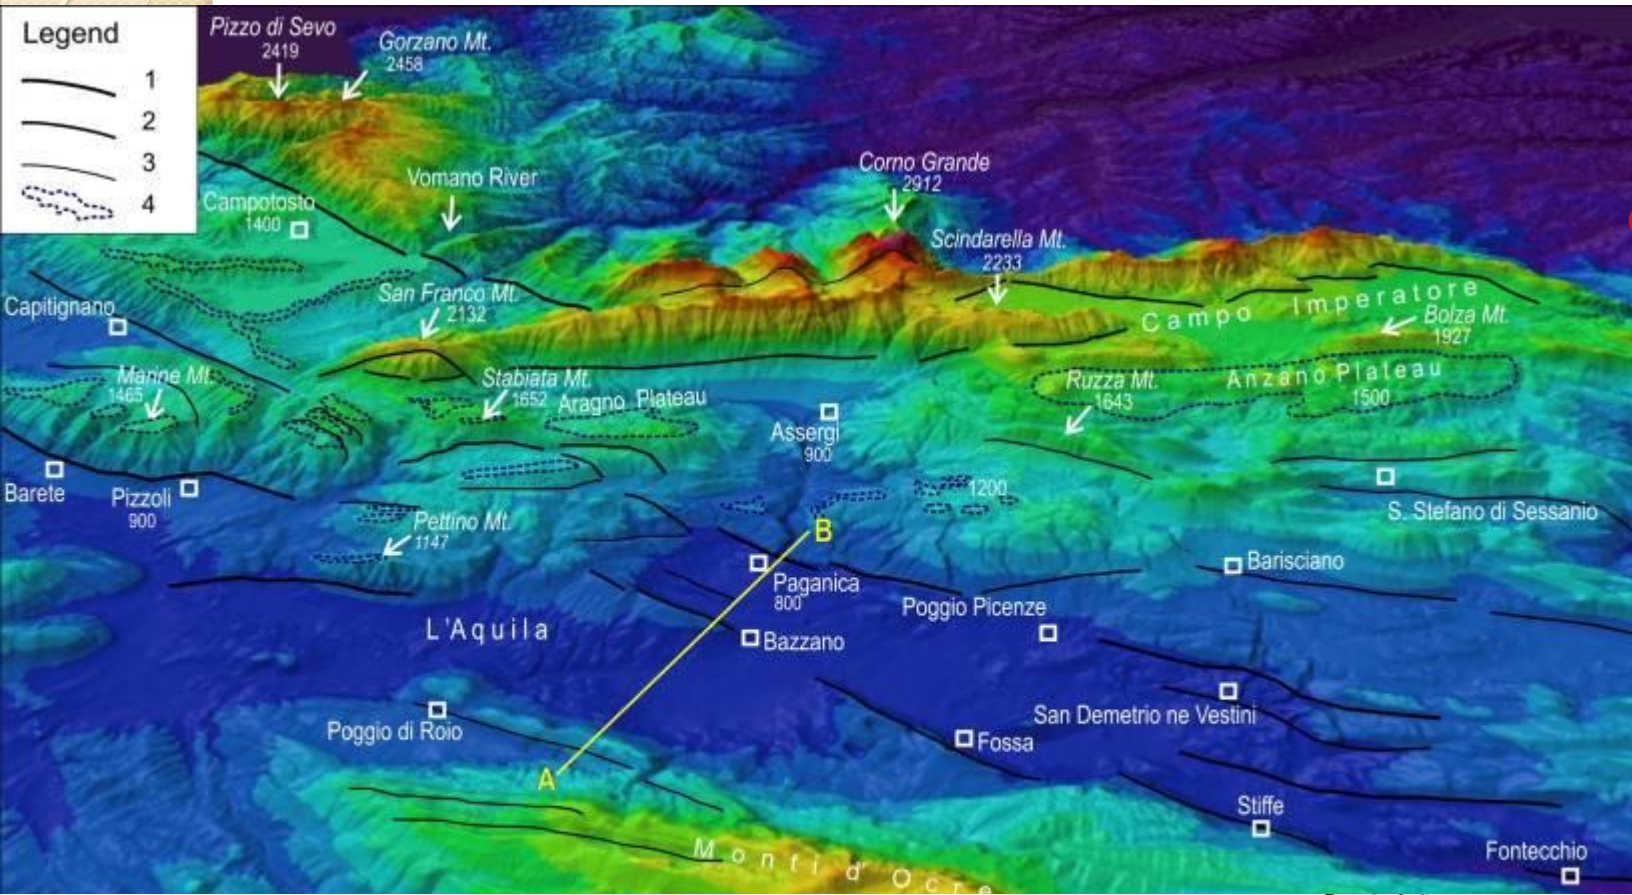 Legend
1
2
3
4
Pizzo di Sevo
2419
Gorzano Mt.
2458
Vomano River
Campotosto
1400
Corno Grande
2912
Scindarella Mt.
2233
Capitignano
San Franco Mt.
2132
Campo Imperatore
Bolza Mt.
1927
Marine Mt.
1465
Stabiata Mt.
1652
Aragno Plateau
Ruzza Mt.
1643
Anzano Plateau
1500
Assergi
900
Barete
Pizzoli
900
Pettino Mt.
1147
1200
S. Stefano di Sessanio
B
Paganica
800
Barisciano
Poggio Picenze
L'Aquila
Bazzano
Poggio di Roio
San Demetrio ne Vestini
Fossa
A
Stiffe
Monti d'Ocre
Fontecchio